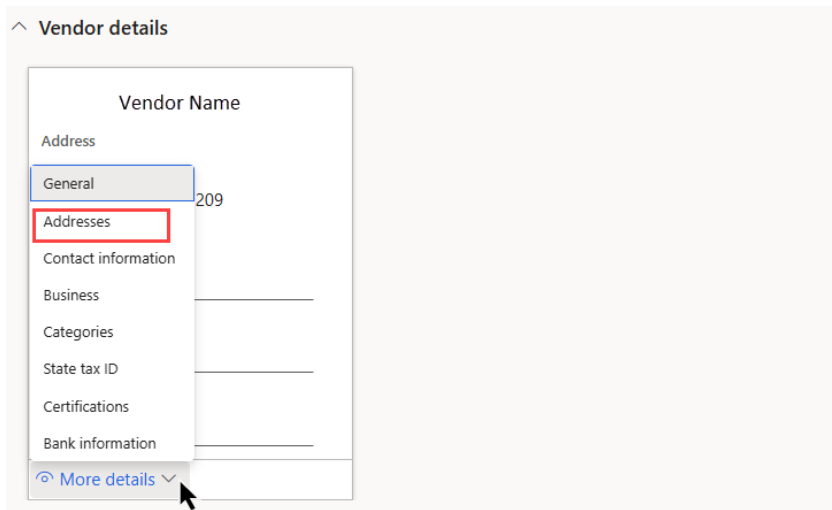 Vendor details
Vendor Name
Address
General
209
Addresses
Contact information
Business
Categories
State tax ID
Certifications
Bank information
More details